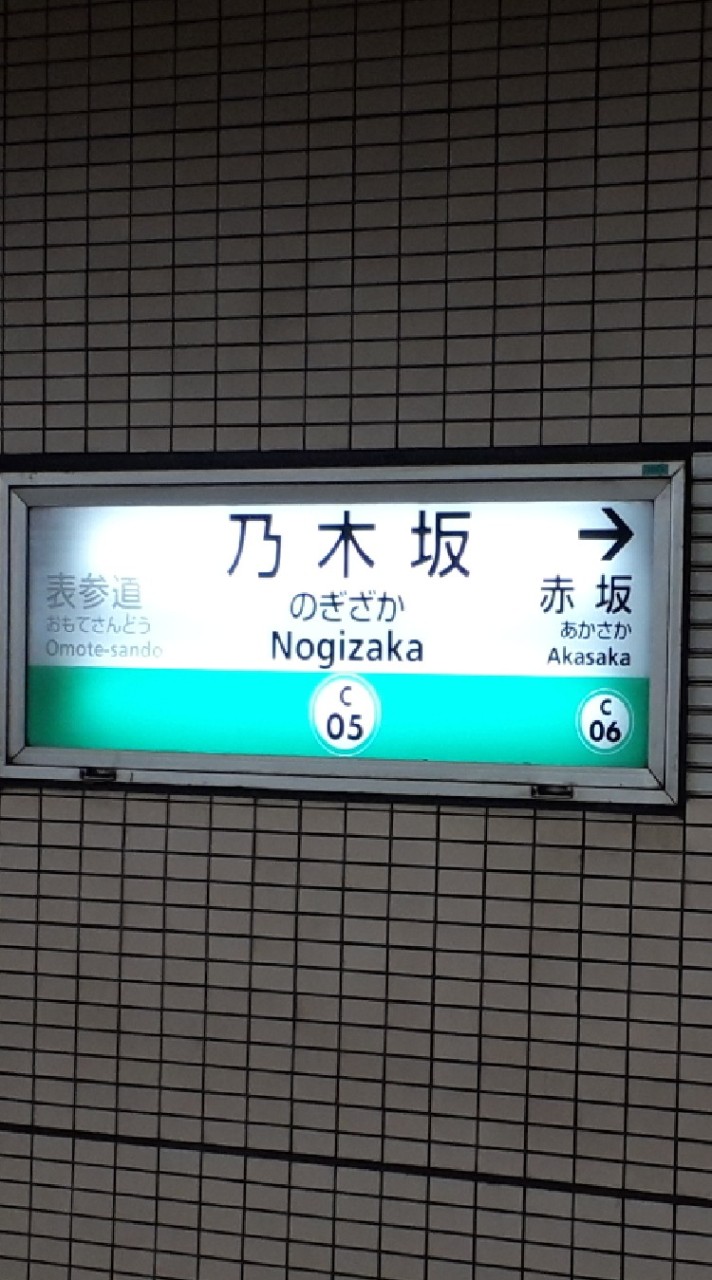 乃木坂
のぎざか
Nogizaka
C
05
表参道
おもてさんどう
Omote-sando
→
赤坂
あかさか
Akasaka
C
06